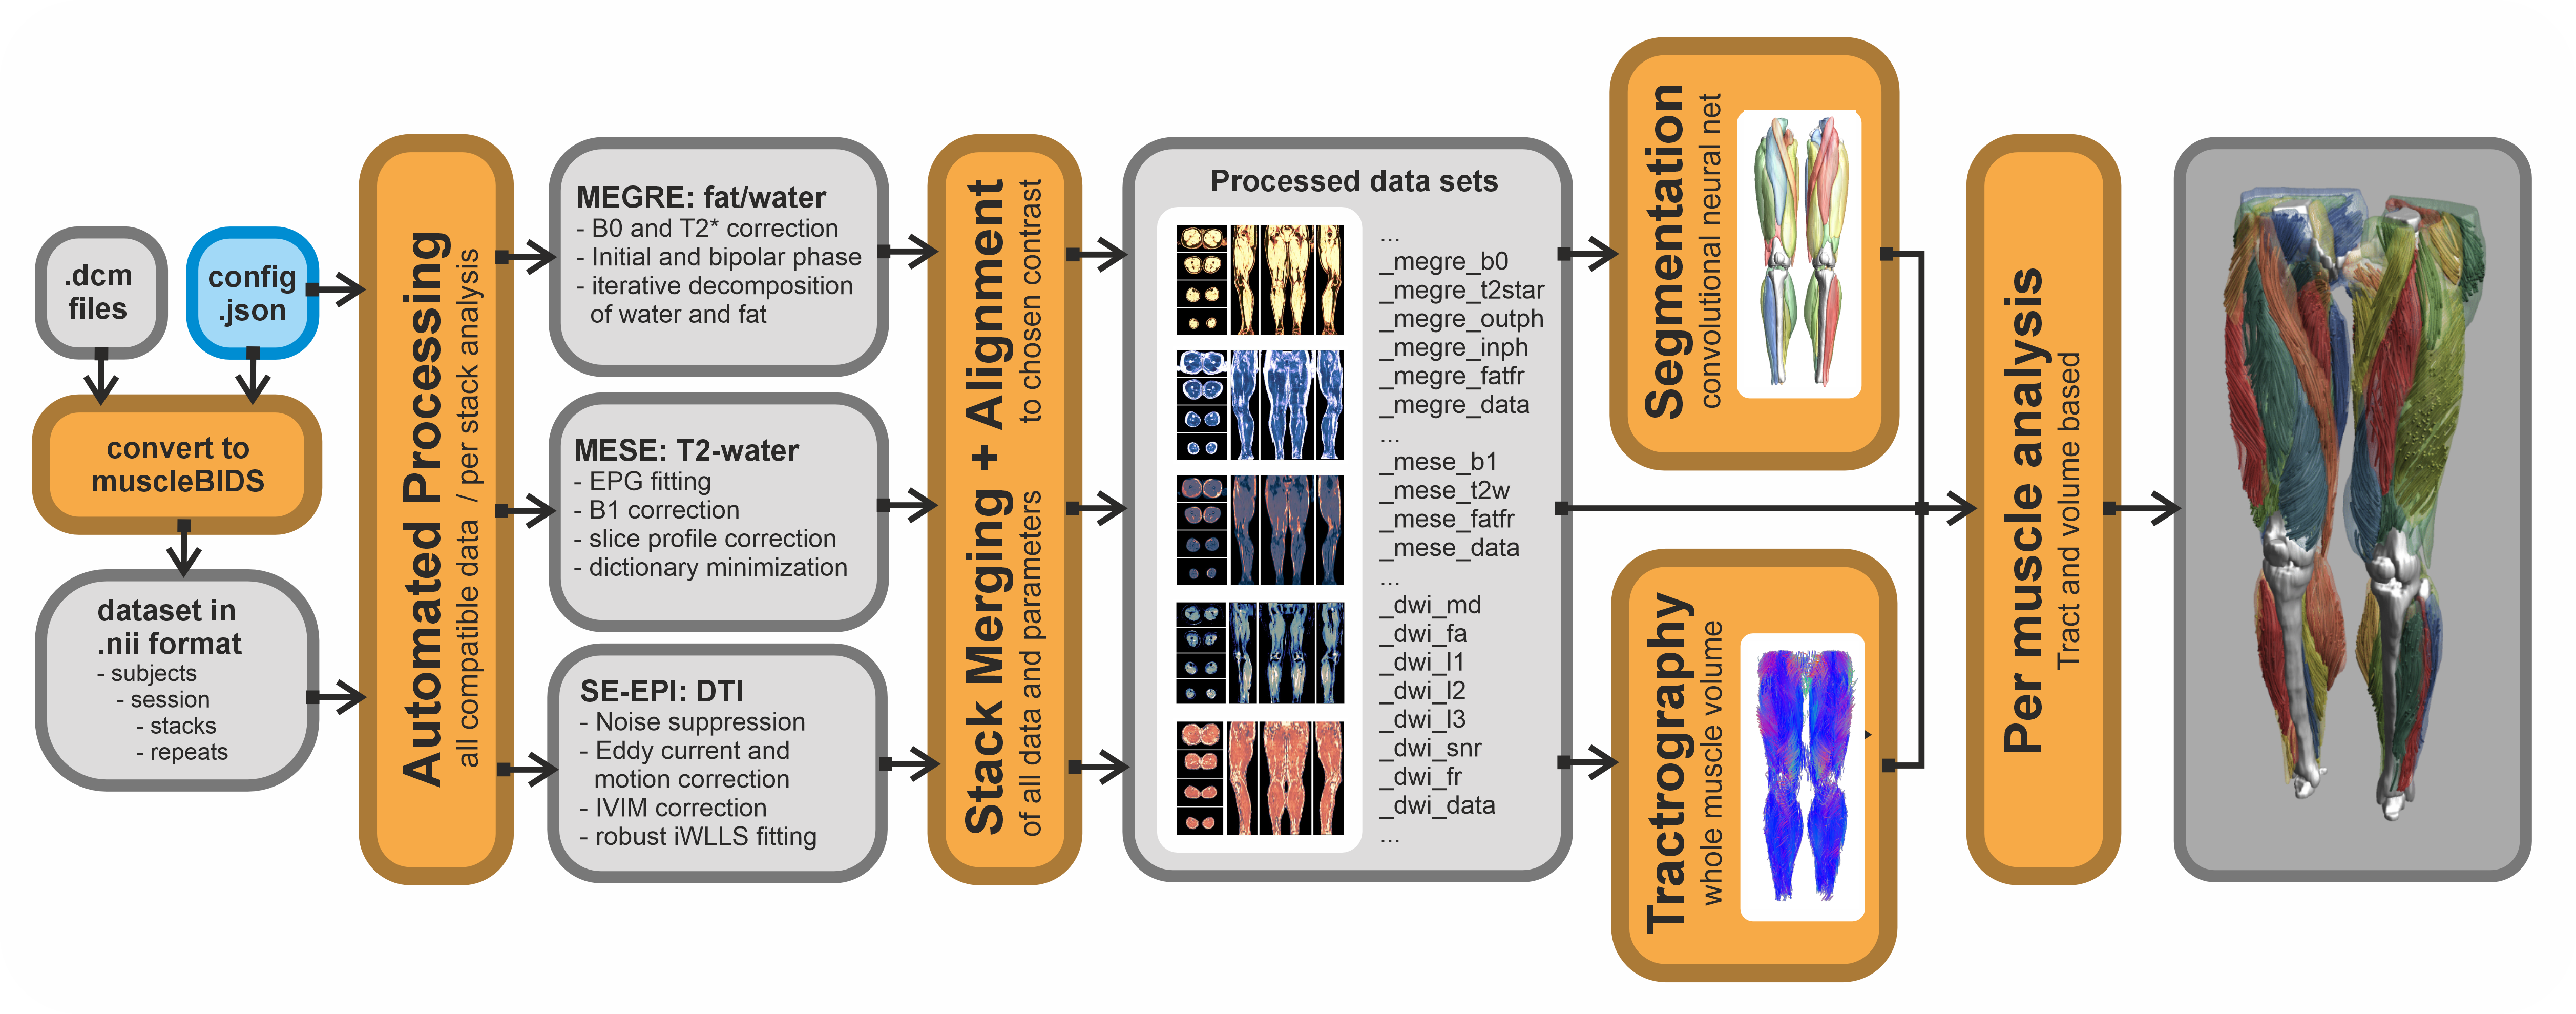 .dcm
files
config
.json
convert to
muscleBIDS
dataset in
.nii format
- subjects
- session
- stacks
- repeats
Automated Processing
all compatible data / per stack analysis
MEGRE: fat/water
- B0 and T2* correction
- Initial and bipolar phase
- iterative decomposition
of water and fat
MESE: T2-water
- EPG fitting
- B1 correction
- slice profile correction
- dictionary minimization
SE-EPI: DTI
- Noise suppression
- Eddy current and
motion correction
- IVIM correction
- robust iWLLS fitting
Stack Merging + Alignment
of all data and parameters to chosen contrast
Processed data sets
...
_megre_b0
_megre_t2star
_megre_outph
_megre_inph
_megre_fatfr
_megre_data
...
_mese_b1
_mese_t2w
_mese_fatfr
_mese_data
...
_dwi_md
_dwi_fa
_dwi_l1
_dwi_l2
_dwi_l3
_dwi_snr
_dwi_fr
_dwi_data
...
Segmentation
convolutional neural net
Tractrography
whole muscle volume
Per muscle analysis
Tract and volume based